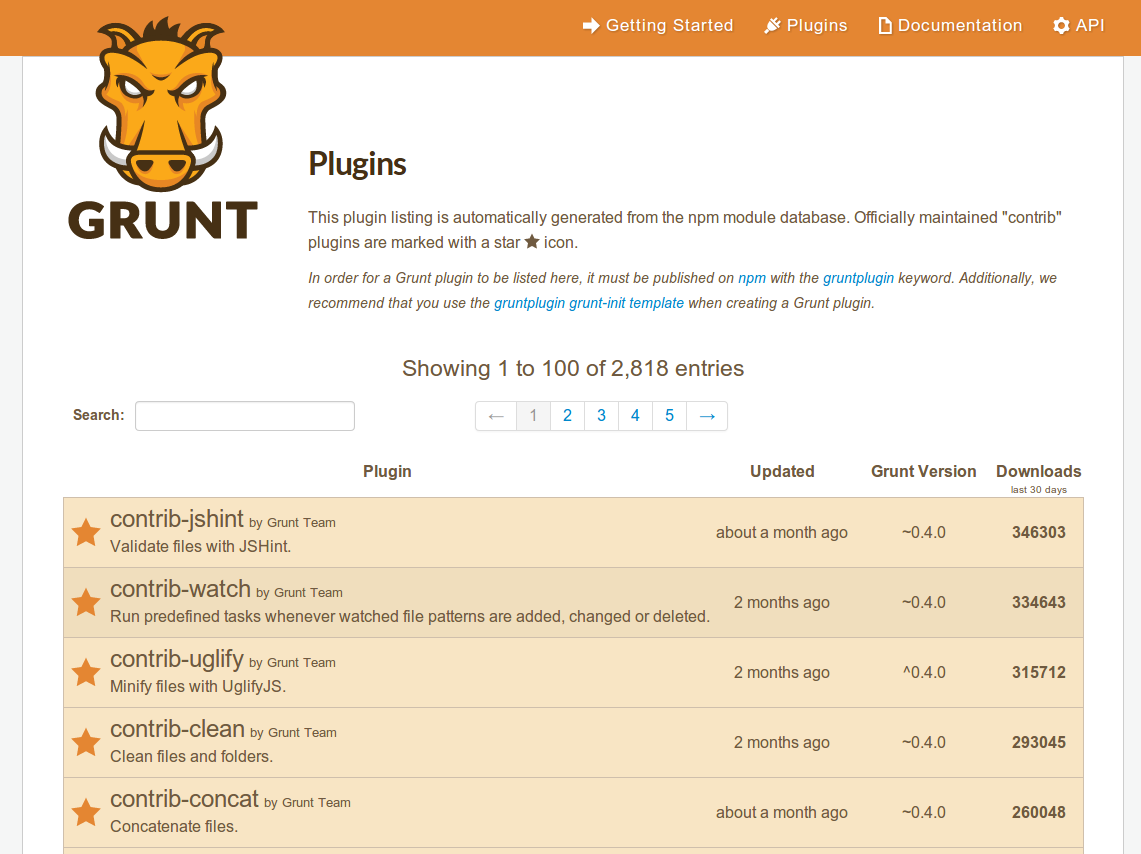 Getting Started Plugins Documentation API
GRUNT
Plugins
This plugin listing is automatically generated from the npm module database. Officially maintained "contrib"
plugins are marked with a star ★ icon.
In order for a Grunt plugin to be listed here, it must be published on npm with the gruntplugin keyword. Additionally, we
recommend that you use the gruntplugin grunt-init template when creating a Grunt plugin.
Showing 1 to 100 of 2,818 entries
Search: ← 1 2 3 4 5 →
Plugin Updated Grunt Version Downloads
last 30 days
contrib-jshint by Grunt Team
Validate files with JSHint.
about a month ago ~0.4.0 346303
contrib-watch by Grunt Team
Run predefined tasks whenever watched file patterns are added, changed or deleted.
2 months ago ~0.4.0 334643
contrib-uglify by Grunt Team
Minify files with UglifyJS.
2 months ago ^0.4.0 315712
contrib-clean by Grunt Team
Clean files and folders.
2 months ago ~0.4.0 293045
contrib-concat by Grunt Team
Concatenate files.
about a month ago ~0.4.0 260048